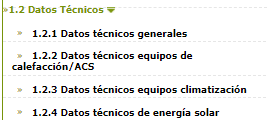 »1.2 Datos Técnicos
» 1.2.1 Datos técnicos generales
» 1.2.2 Datos técnicos equipos de
calefacción/ACS
» 1.2.3 Datos técnicos equipos climatización
» 1.2.4 Datos técnicos de energía solar